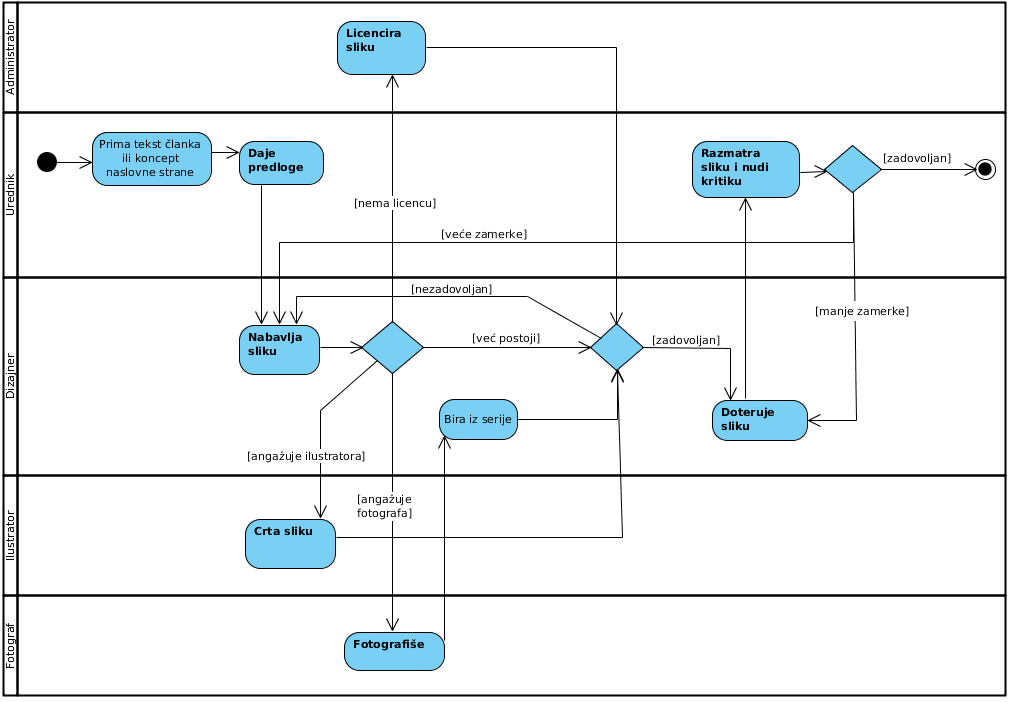 Administrator
Licencira
sliku
Urednik
Prima tekst članka
ili koncept
naslovne strane
Daje
predloge
Razmatra
sliku i nudi
kritiku
[zadovoljan]
[nema licencu]
[veće zamerke]
Dizajner
[nezadovoljan]
[manje zamerke]
Nabavlja
sliku
[već postoji]
[zadovoljan]
Bira iz serije
Doteruje
sliku
[angažuje ilustratora]
Ilustrator
[angažuje
fotografa]
Crta sliku
Fotograf
Fotografiše